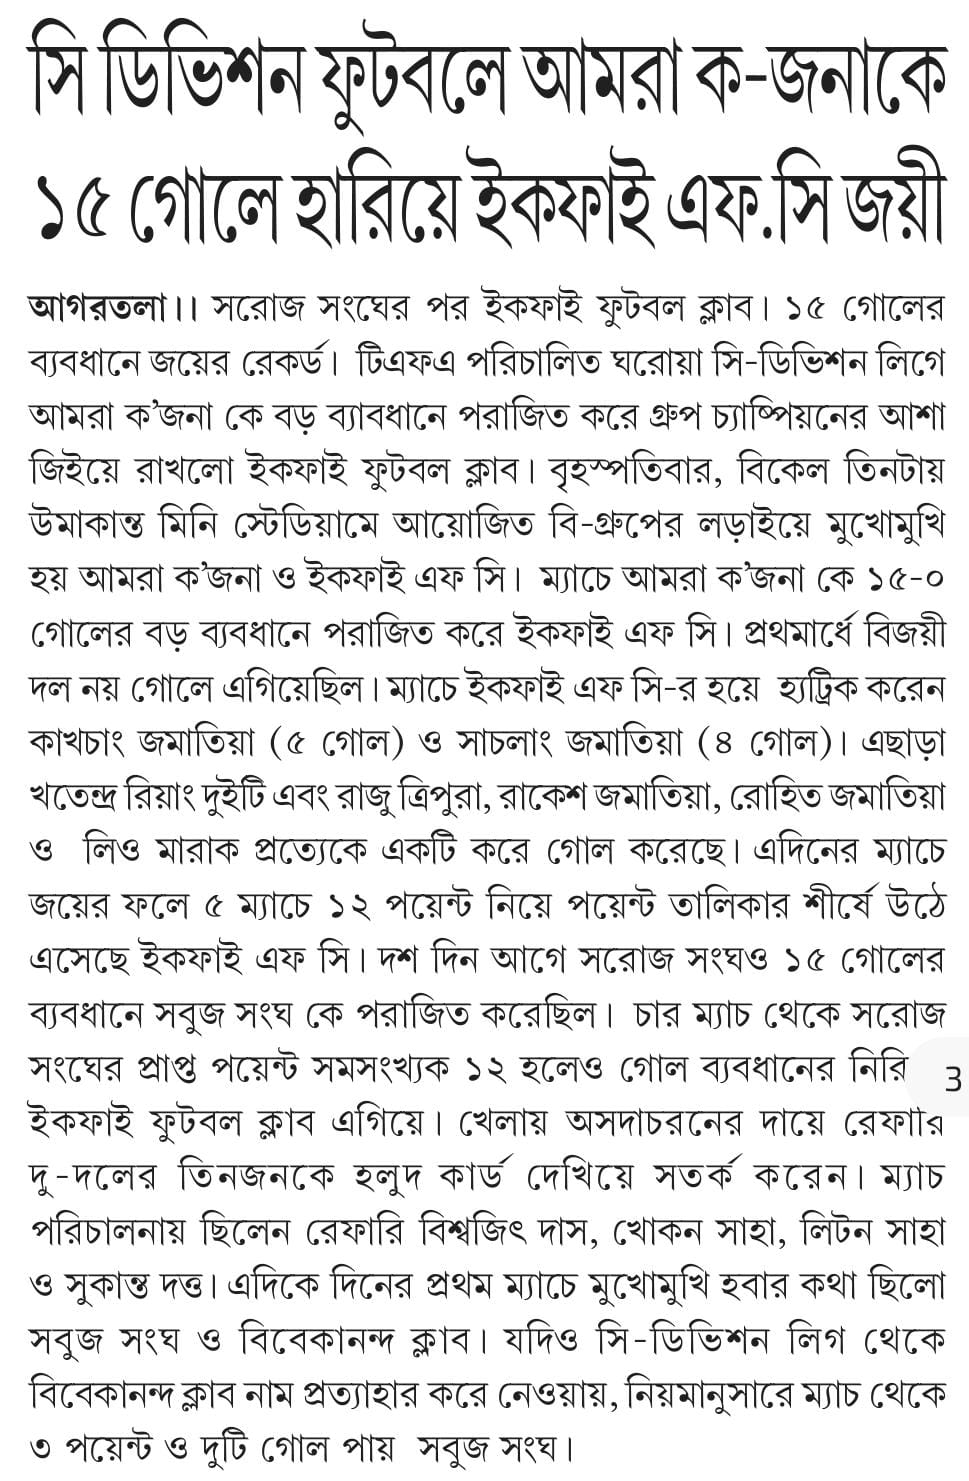 সি ডিভিশন ফুটবলে আমরা ক-জনাকে
১৫ গোলে হারিয়ে ইকফাই এফ.সি জয়ী
আগরতলা।। সরোজ সংঘের পর ইকফাই ফুটবল ক্লাব। ১৫ গোলের
ব্যবধানে জয়ের রেকর্ড। টিএফএ পরিচালিত ঘরোয়া সি-ডিভিশন লিগে
আমরা ক’জনা কে বড় ব্যাবধানে পরাজিত করে গ্রুপ চ্যাম্পিয়নের আশা
জিইয়ে রাখলো ইকফাই ফুটবল ক্লাব। বৃহস্পতিবার, বিকেল তিনটায়
উমাকান্ত মিনি স্টেডিয়ামে আয়োজিত বি-গ্রুপের লড়াইয়ে মুখোমুখি
হয় আমরা ক’জনা ও ইকফাই এফ সি। ম্যাচে আমরা ক’জনা কে ১৫-০
গোলের বড় ব্যবধানে পরাজিত করে ইকফাই এফ সি। প্রথমার্ধে বিজয়ী
দল নয় গোলে এগিয়েছিল। ম্যাচে ইকফাই এফ সি-র হয়ে হ্যট্রিক করেন
কাখচাং জমাতিয়া (৫ গোল) ও সাচলাং জমাতিয়া (৪ গোল)। এছাড়া
খতেন্দ্র রিয়াং দুইটি এবং রাজু ত্রিপুরা, রাকেশ জমাতিয়া, রোহিত জমাতিয়া
ও লিও মারাক প্রত্যেকে একটি করে গোল করেছে। এদিনের ম্যাচে
জয়ের ফলে ৫ ম্যাচে ১২ পয়েন্ট নিয়ে পয়েন্ট তালিকার শীর্ষে উঠে
এসেছে ইকফাই এফ সি। দশ দিন আগে সরোজ সংঘও ১৫ গোলের
ব্যবধানে সবুজ সংঘ কে পরাজিত করেছিল। চার ম্যাচ থেকে সরোজ
সংঘের প্রাপ্ত পয়েন্ট সমসংখ্যক ১২ হলেও গোল ব্যবধানের 3
ইকফাই ফুটবল ক্লাব এগিয়ে। খেলায় অসদাচরনের দায়ে রেফারি
দু-দলের তিনজনকে হলুদ কার্ড দেখিয়ে সতর্ক করেন। ম্যাচ
পরিচালনায় ছিলেন রেফারি বিশ্বজিৎ দাস, খোকন সাহা, লিটন সাহা
ও সুকান্ত দত্ত। এদিকে দিনের প্রথম ম্যাচে মুখোমুখি হবার কথা ছিলো
সবুজ সংঘ ও বিবেকানন্দ ক্লাব। যদিও সি-ডিভিশন লিগ থেকে
বিবেকানন্দ ক্লাব নাম প্রত্যাহার করে নেওয়ায়, নিয়মানুসারে ম্যাচ থেকে
৩ পয়েন্ট ও দুটি গোল পায় সবুজ সংঘ।